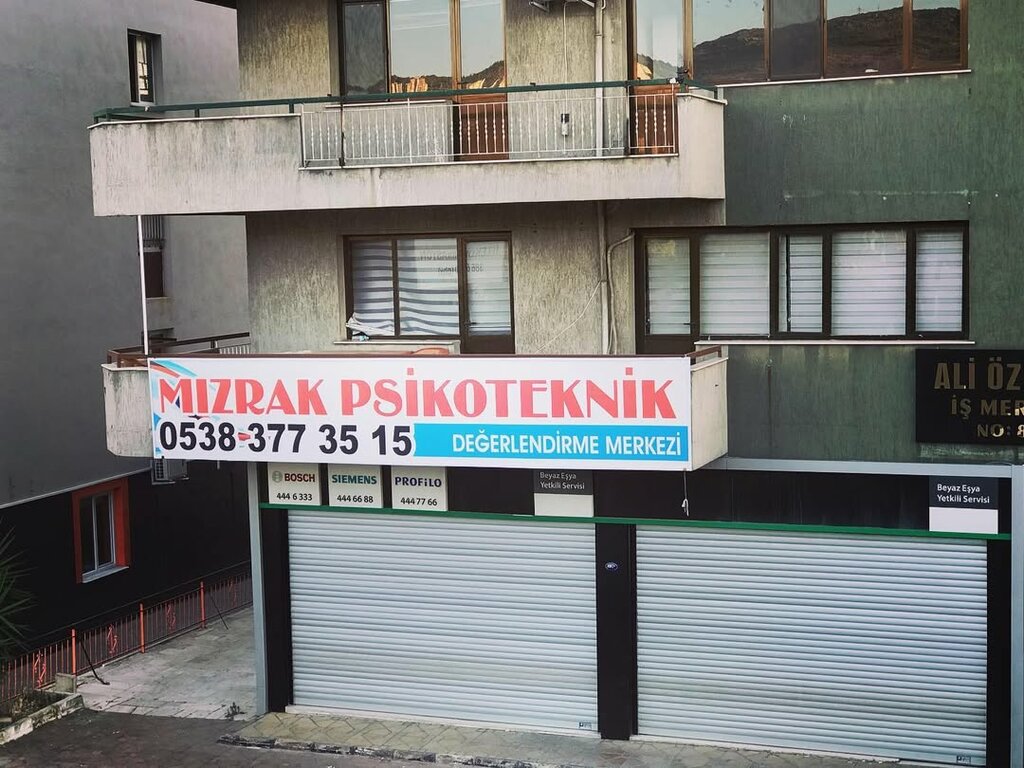 MIZRAK PSİKOTEKNİK
0538 377 35 15
DEĞERLENDİRME MERKEZİ
ALİ ÖZ
İŞ MER
NO: 8
BOSCH
444 6 333
SIEMENS
444 66 88
PROFiLO
444 77 66
Beyaz Eşya
Yetkili Servisi
Beyaz Eşya
Yetkili Servisi